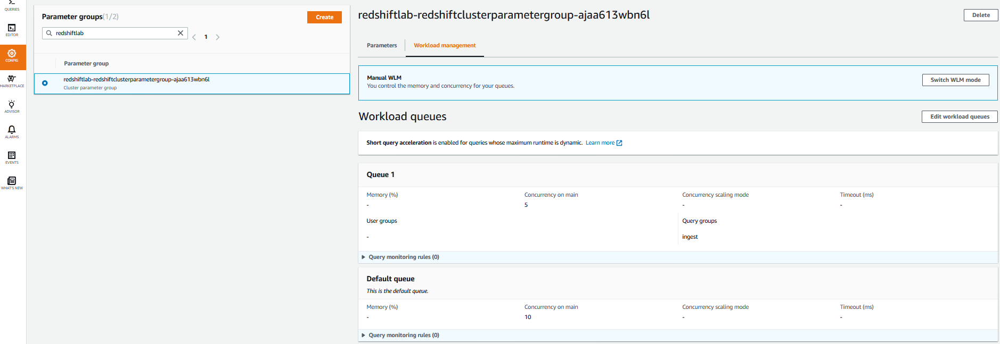 QUERIES
EDITOR
CONFIG
MARKETPLACE
ADVISOR
ALARMS
EVENTS
WHAT'S NEW
Parameter groups(1/2)
Create
redshiftlab
1
Parameter group
redshiftlab-redshiftclusterparametergroup-ajaa613wbn6l
Cluster parameter group
redshiftlab-redshiftclusterparametergroup-ajaa613wbn6l
Delete
Parameters
Workload management
Manual WLM
You control the memory and concurrency for your queues.
Switch WLM mode
Workload queues
Edit workload queues
Short query acceleration is enabled for queries whose maximum runtime is dynamic. Learn more
Queue 1
Memory (%)
-
Concurrency on main
5
Concurrency scaling mode
-
Timeout (ms)
-
User groups
-
Query groups
ingest
Query monitoring rules (0)
Default queue
This is the default queue.
Memory (%)
-
Concurrency on main
10
Concurrency scaling mode
-
Timeout (ms)
-
Query monitoring rules (0)